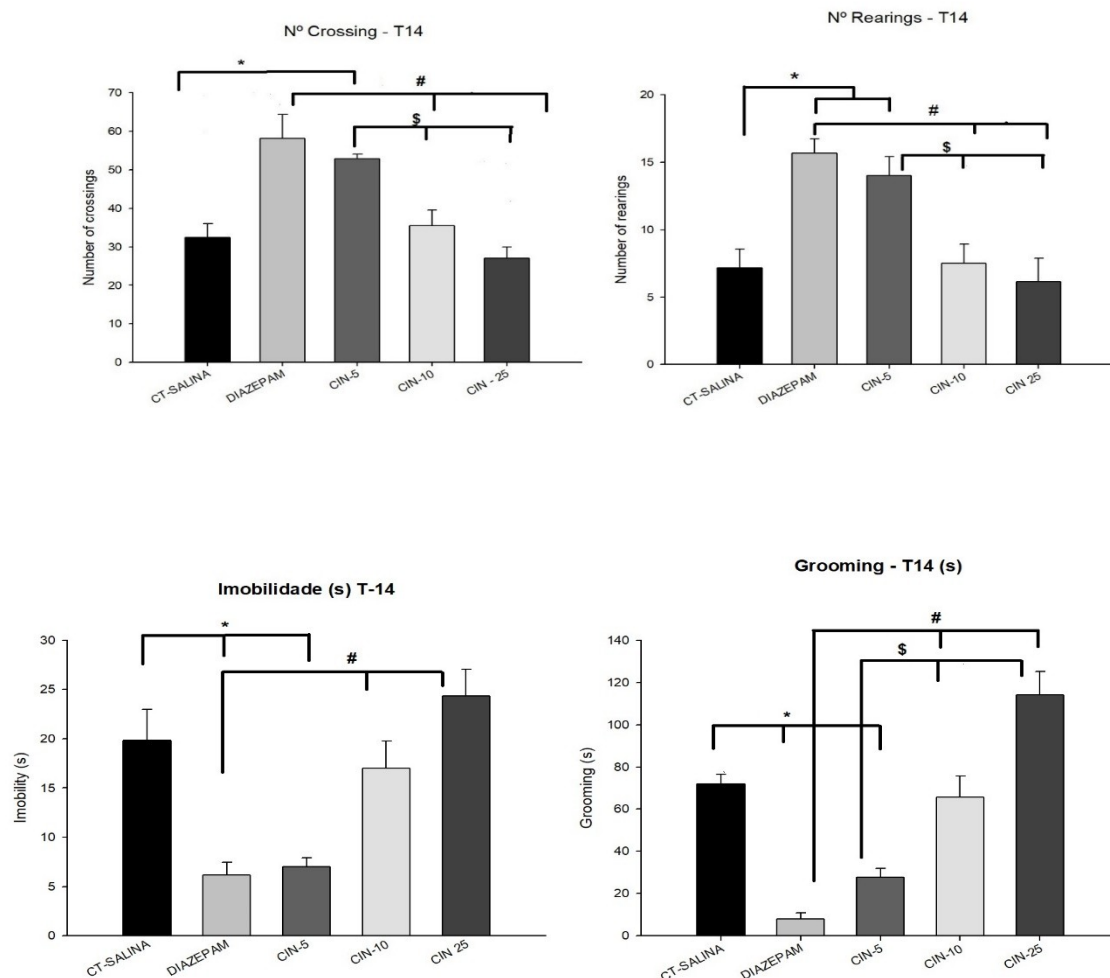 Nº Crossing - T14
*
#
$
70
60
50
40
30
20
10
0
Number of crossings
CT-SALINA
DIAZEPAM
CIN-5
CIN-10
CIN - 25
Nº Rearings - T14
*
#
$
20
15
10
5
0
Number of rearings
CT-SALINA
DIAZEPAM
CIN-5
CIN-10
CIN 25
Imobilidade (s) T-14
*
#
30
25
20
15
10
5
0
Imobility (s)
CT-SALINA
DIAZEPAM
CIN-5
CIN-10
CIN 25
Grooming - T14 (s)
#
$
*
140
120
100
80
60
40
20
0
Grooming (s)
CT-SALINA
DIAZEPAM
CIN-5
CIN-10
CIN 25